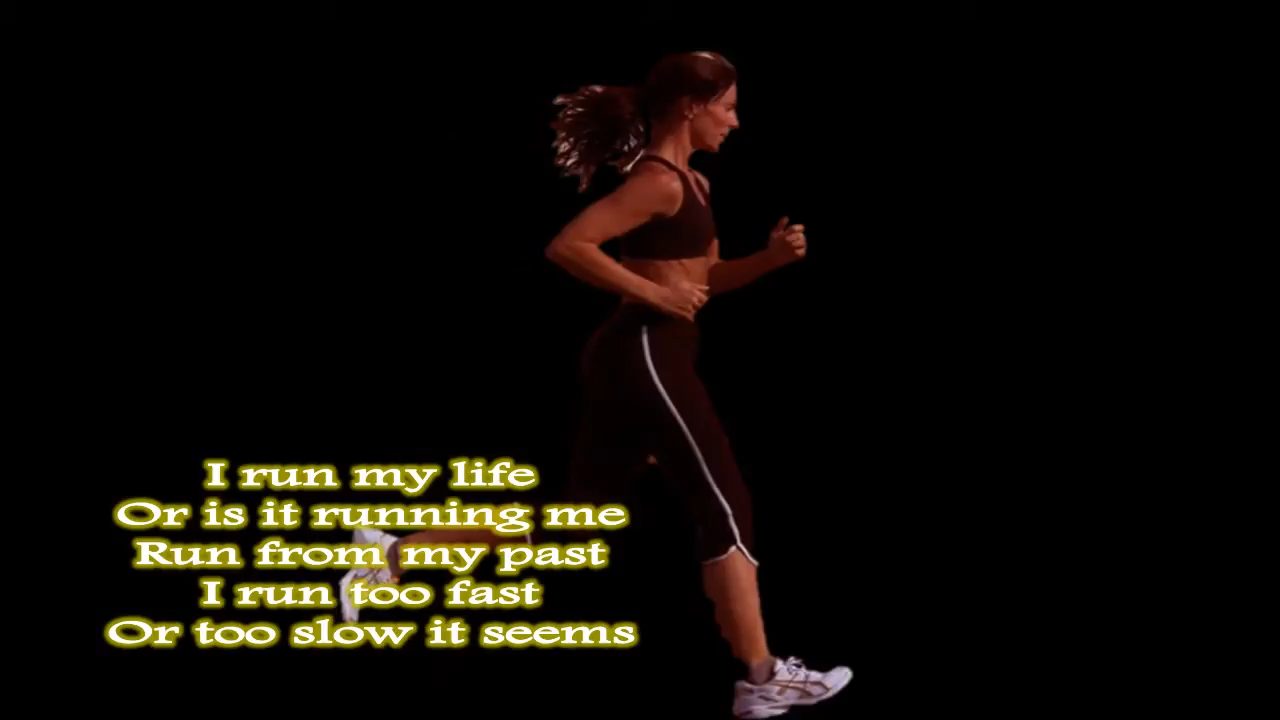 I run my life
Or is it running me
Run from my past
I run too fast
Or too slow it seems